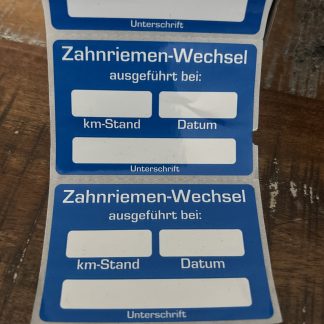 Unterschrift
Zahnriemen-Wechsel
ausgeführt bei:
km-Stand Datum
Unterschrift
Zahnriemen-Wechsel
ausgeführt bei:
km-Stand Datum
Unterschrift